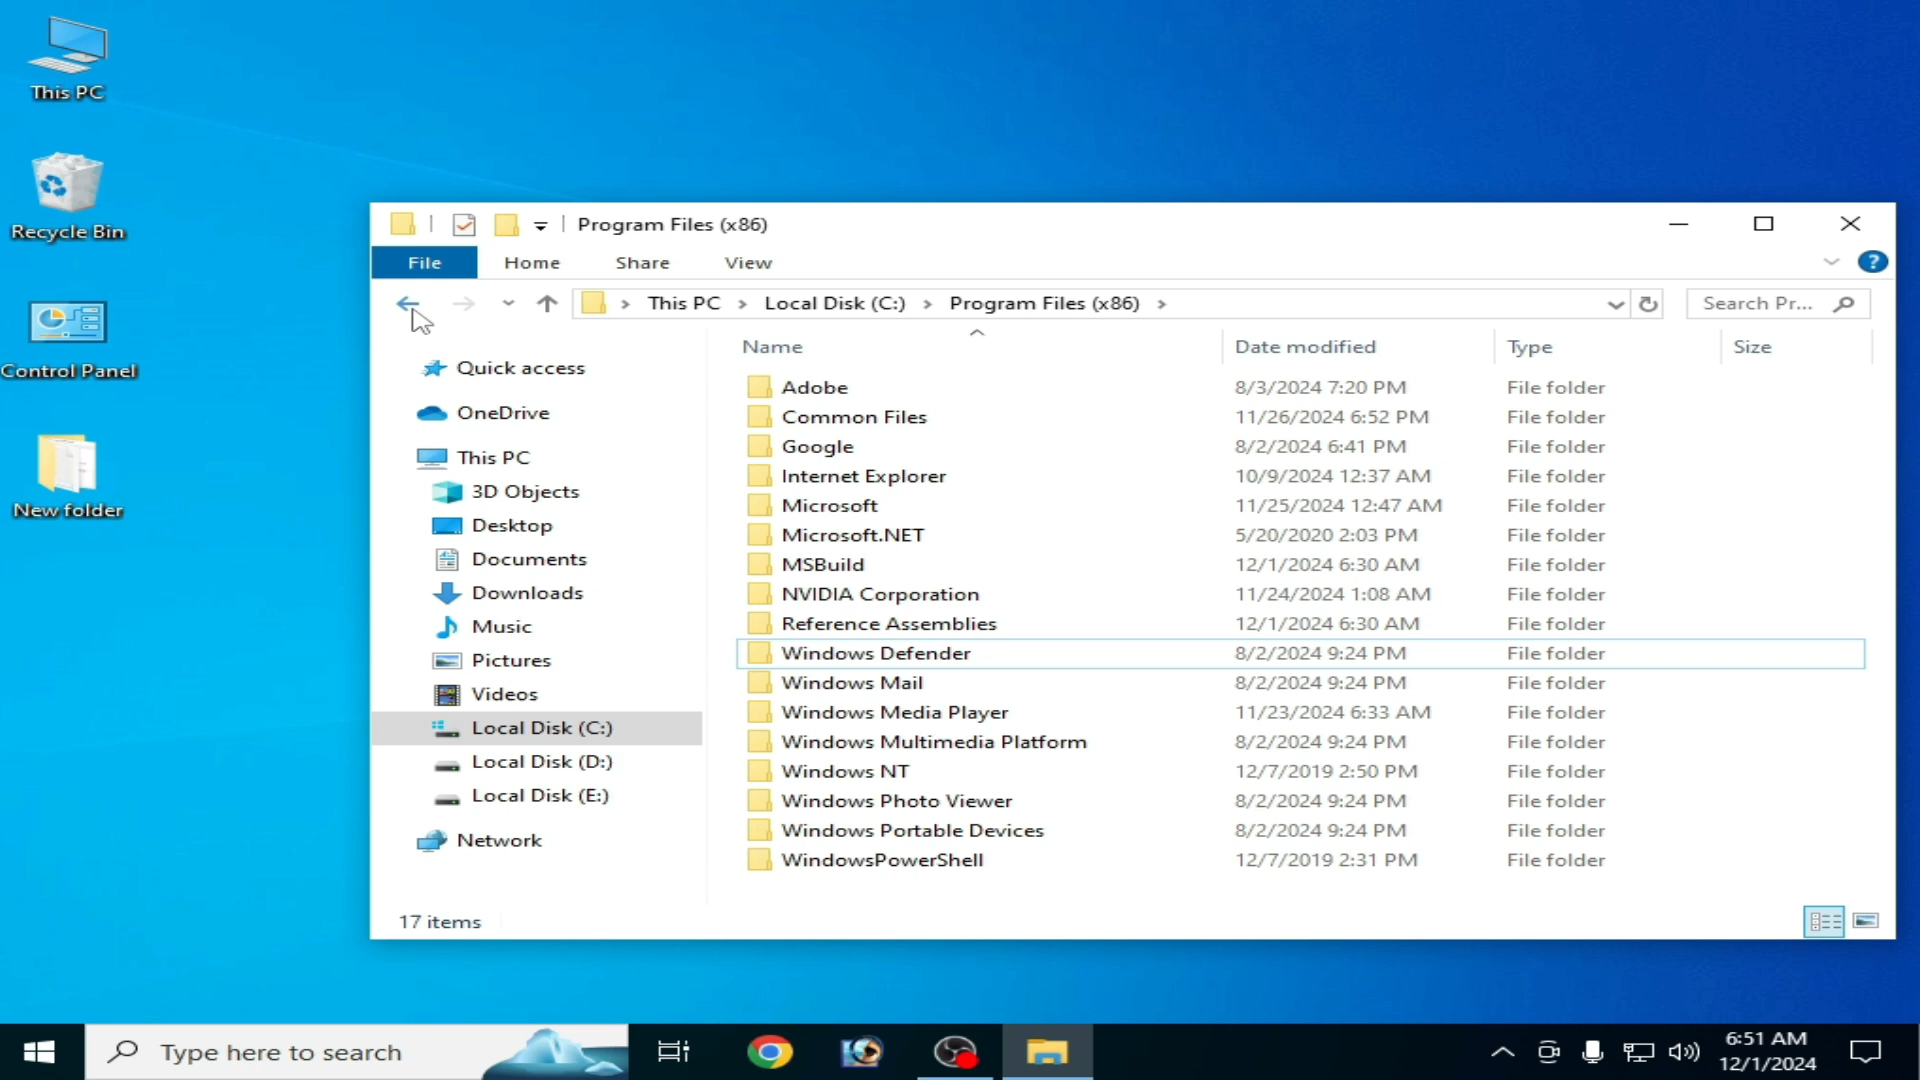 This PC
Recycle Bin
Control Panel
New folder
Program Files (x86)
File Home Share View
This PC Local Disk (C:) Program Files (x86)
Search Pr...
Quick access
OneDrive
This PC
3D Objects
Desktop
Documents
Downloads
Music
Pictures
Videos
Local Disk (C:)
Local Disk (D:)
Local Disk (E:)
Network
Name Date modified Type Size
Adobe 8/3/2024 7:20 PM File folder
Common Files 11/26/2024 6:52 PM File folder
Google 8/2/2024 6:41 PM File folder
Internet Explorer 10/9/2024 12:37 AM File folder
Microsoft 11/25/2024 12:47 AM File folder
Microsoft.NET 5/20/2020 2:03 PM File folder
MSBuild 12/1/2024 6:30 AM File folder
NVIDIA Corporation 11/24/2024 1:08 AM File folder
Reference Assemblies 12/1/2024 6:30 AM File folder
Windows Defender 8/2/2024 9:24 PM File folder
Windows Mail 8/2/2024 9:24 PM File folder
Windows Media Player 11/23/2024 6:33 AM File folder
Windows Multimedia Platform 8/2/2024 9:24 PM File folder
Windows NT 12/7/2019 2:50 PM File folder
Windows Photo Viewer 8/2/2024 9:24 PM File folder
Windows Portable Devices 8/2/2024 9:24 PM File folder
WindowsPowerShell 12/7/2019 2:31 PM File folder
17 items
Type here to search
6:51 AM
12/1/2024